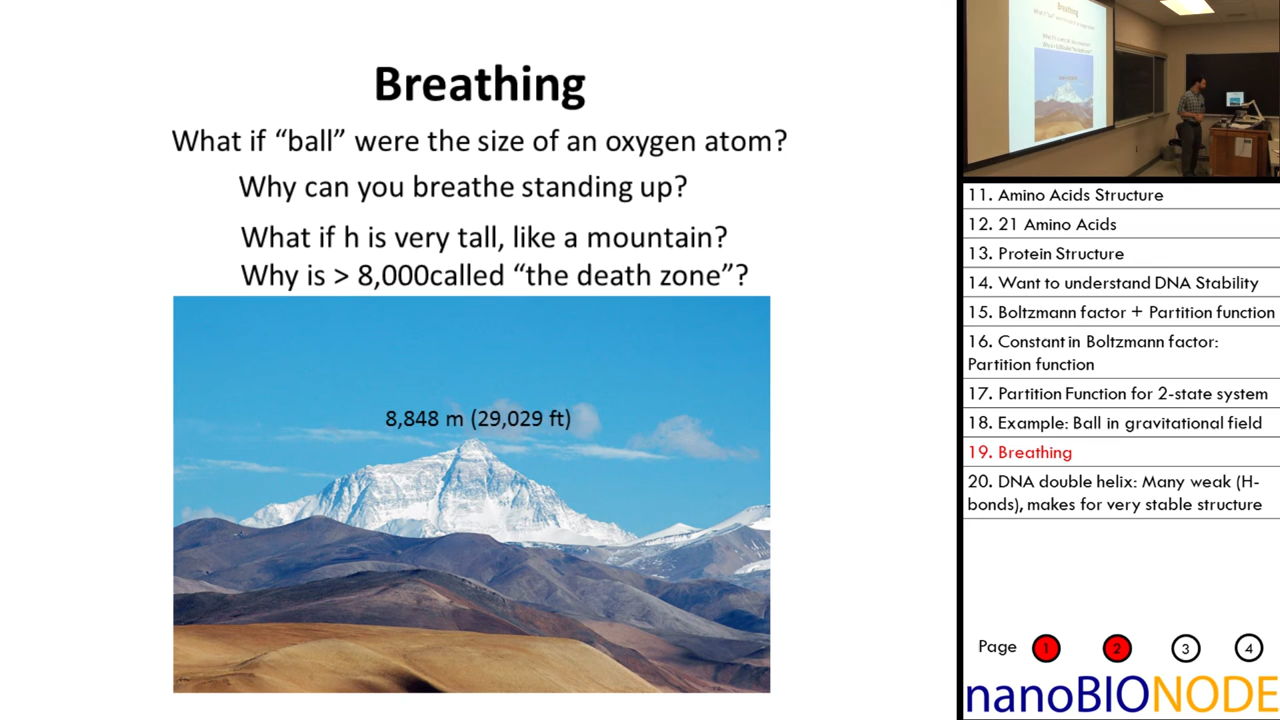 Breathing
What if “ball” were the size of an oxygen atom?
Why can you breathe standing up?
What if h is very tall, like a mountain?
Why is > 8,000called “the death zone”?
8,848 m (29,029 ft)
Breathing
11. Amino Acids Structure
12. 21 Amino Acids
13. Protein Structure
14. Want to understand DNA Stability
15. Boltzmann factor + Partition function
16. Constant in Boltzmann factor:
Partition function
17. Partition Function for 2-state system
18. Example: Ball in gravitational field
19. Breathing
20. DNA double helix: Many weak (H-
bonds), makes for very stable structure
Page 1 2 3 4
nanoBIONODE